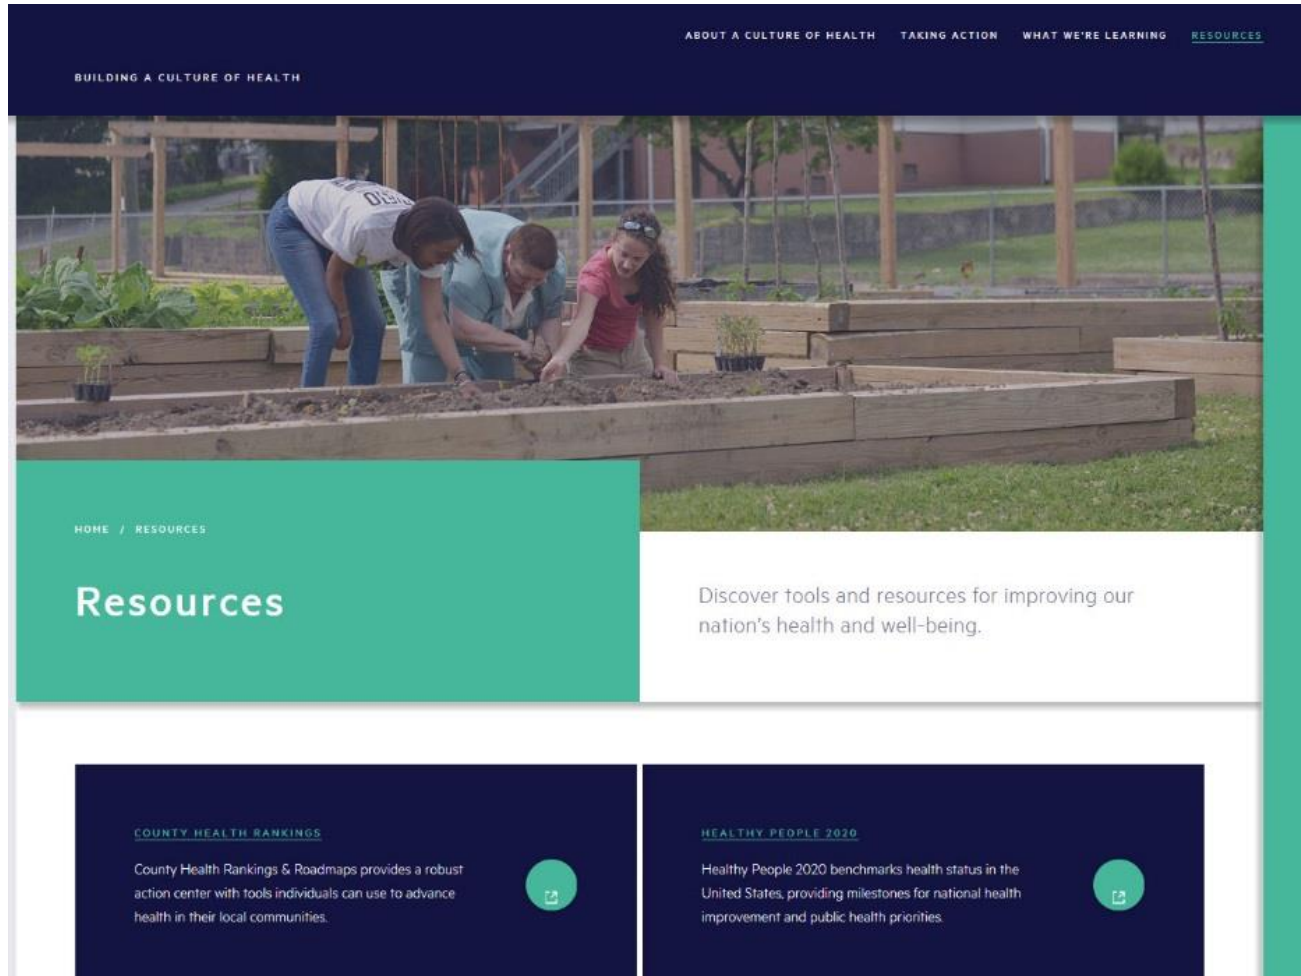 ABOUT A CULTURE OF HEALTH TAKING ACTION WHAT WE'RE LEARNING RESOURCES
BUILDING A CULTURE OF HEALTH
HOME / RESOURCES
Resources
Discover tools and resources for improving our
nation's health and well-being.
COUNTY HEALTH RANKINGS
County Health Rankings & Roadmaps provides a robust
action center with tools individuals can use to advance
health in their local communities.
HEALTHY PEOPLE 2020
Healthy People 2020 benchmarks health status in the
United States, providing milestones for national health
improvement and public health priorities.